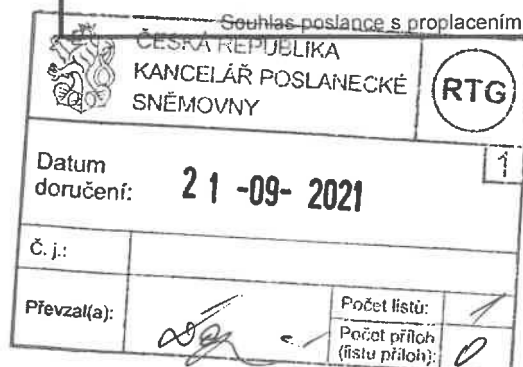 Souhlas poslance s proplacením
ČESKÁ REPUBLIKA
KANCELÁŘ POSLANECKÉ
SNĚMOVNY
RTG
1
Datum
doručení:
21 -09- 2021
Č. j.:
Převzal(a):
Počet listů:
1
Počet příloh
(listu příloh):
0